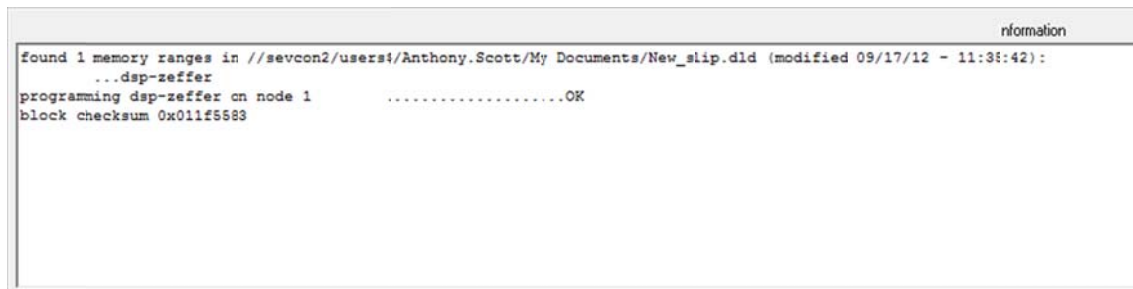 nformation
found 1 memory ranges in //sevcon2/users4/Anthony.Scott/My Documents/New_slip.dld (modified 09/17/12 - 11:35:42):
...dsp-zeffer
programming dsp-zeffer on node 1 ....................OK
block checksum 0x011f5583